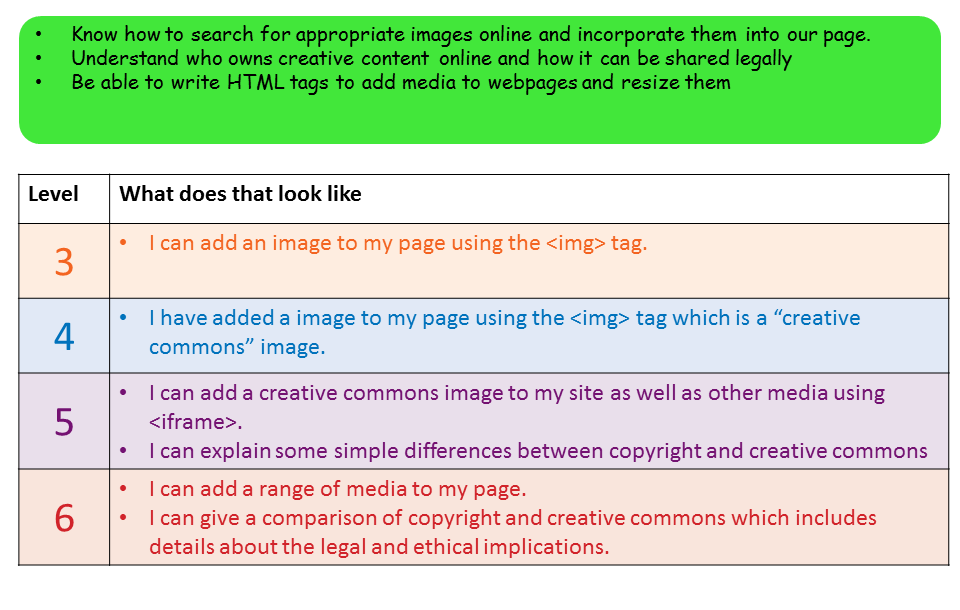 • Know how to search for appropriate images online and incorporate them into our page.
• Understand who owns creative content online and how it can be shared legally
• Be able to write HTML tags to add media to webpages and resize them
Level What does that look like
3 • I can add an image to my page using the <img> tag.
4 • I have added a image to my page using the <img> tag which is a “creative
commons” image.
5 • I can add a creative commons image to my site as well as other media using
<iframe>.
• I can explain some simple differences between copyright and creative commons
6 • I can add a range of media to my page.
• I can give a comparison of copyright and creative commons which includes
details about the legal and ethical implications.